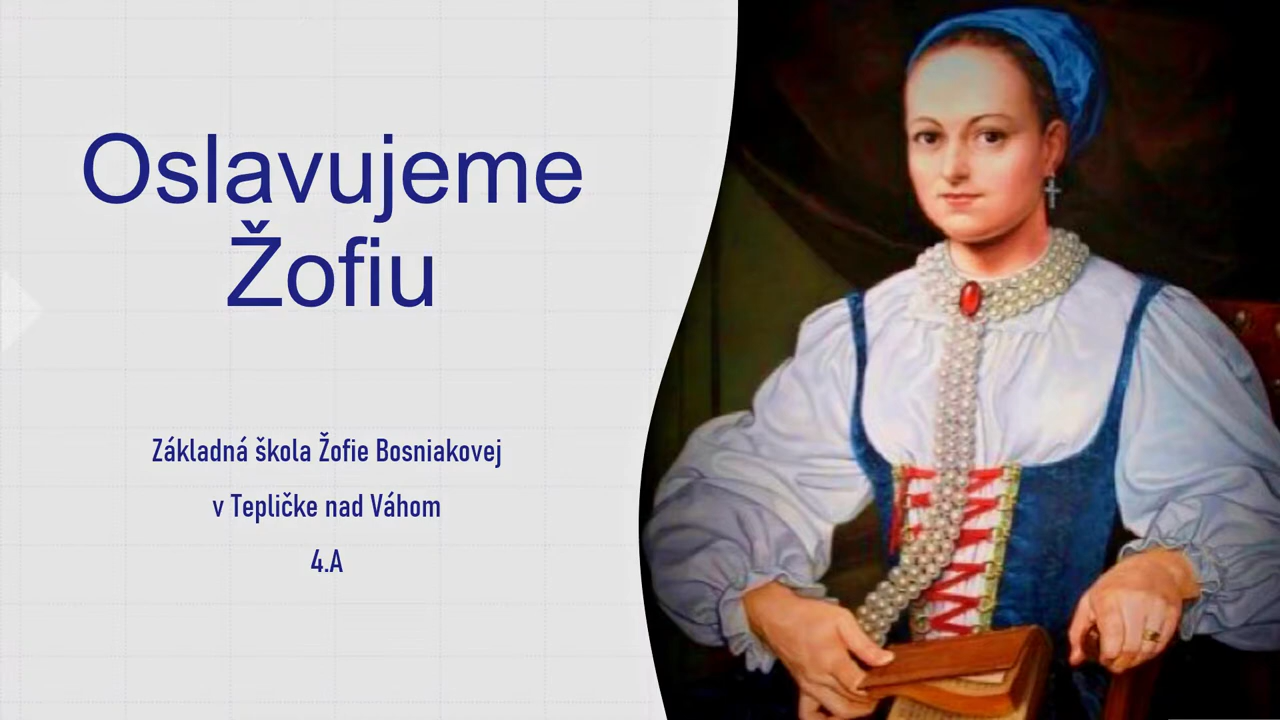 Oslavujeme
Žofiu
Základná škola Žofie Bosniakovej
v Tepličke nad Váhom
4.A